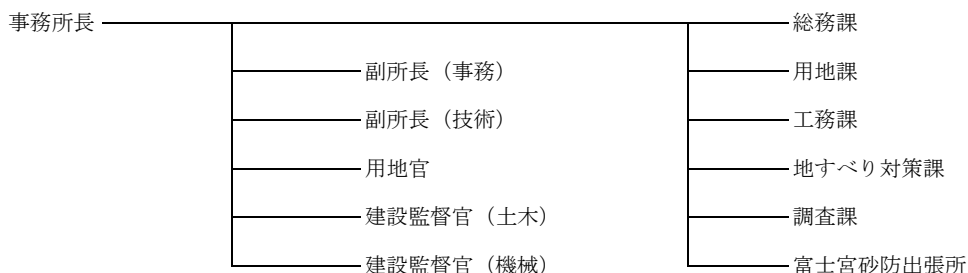 事務所長 総務課
副所長（事務） 用地課
副所長（技術） 工務課
用地官 地すべり対策課
建設監督官（土木） 調査課
建設監督官（機械） 富士宮砂防出張所